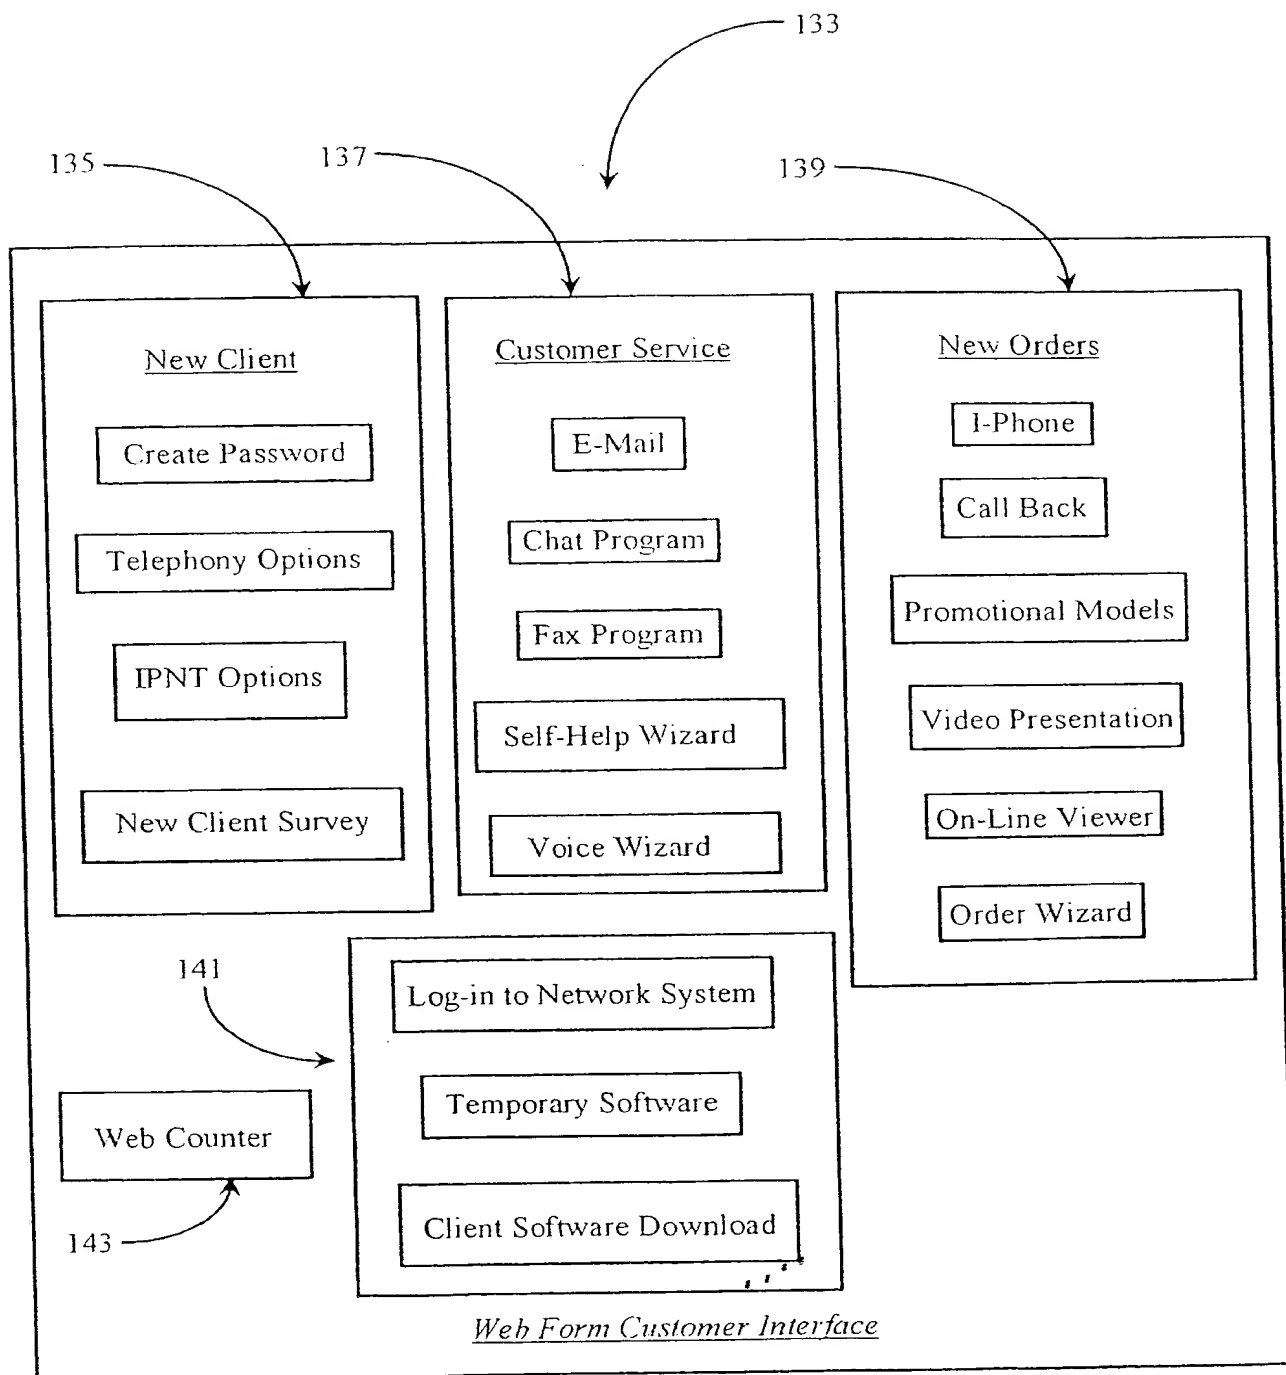 133
135
137
139
New Client
Create Password
Telephony Options
IPNT Options
New Client Survey
Customer Service
E-Mail
Chat Program
Fax Program
Self-Help Wizard
Voice Wizard
New Orders
I-Phone
Call Back
Promotional Models
Video Presentation
On-Line Viewer
Order Wizard
141
Log-in to Network System
Temporary Software
Client Software Download
Web Counter
143
Web Form Customer Interface